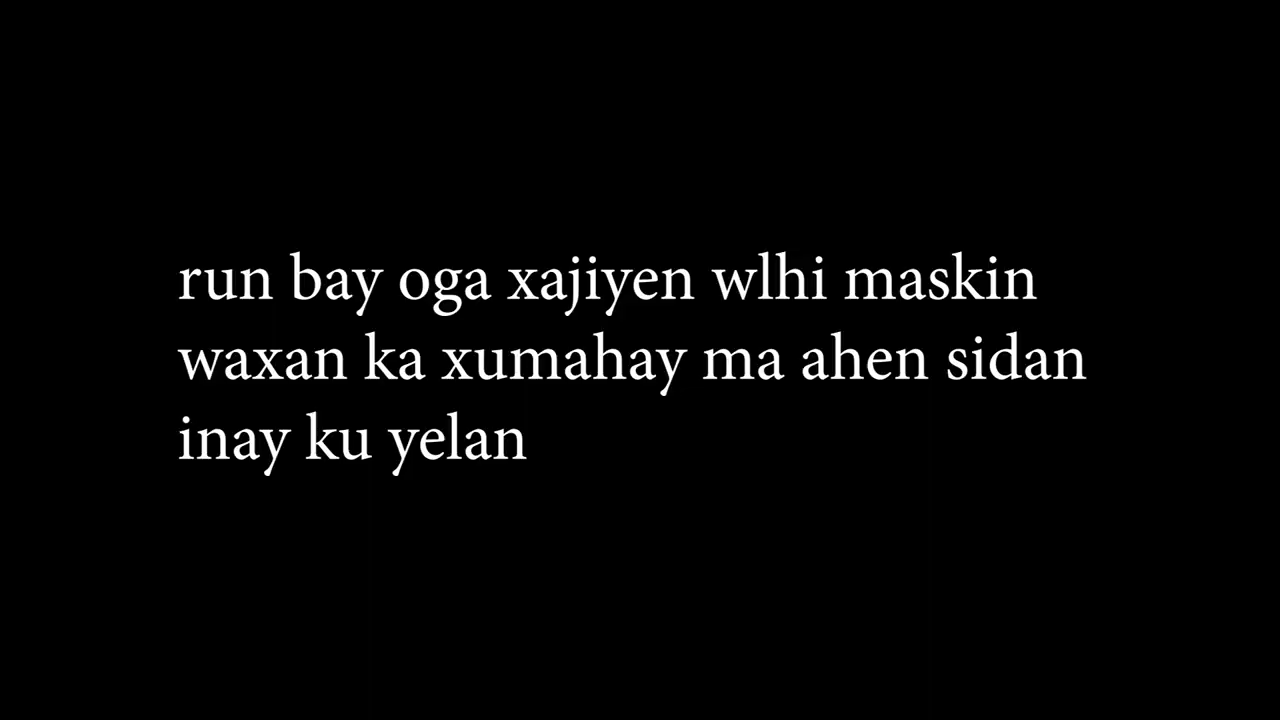 run bay oga xajiyen wlhi maskin
waxan ka xumahay ma ahen sidan
inay ku yelan